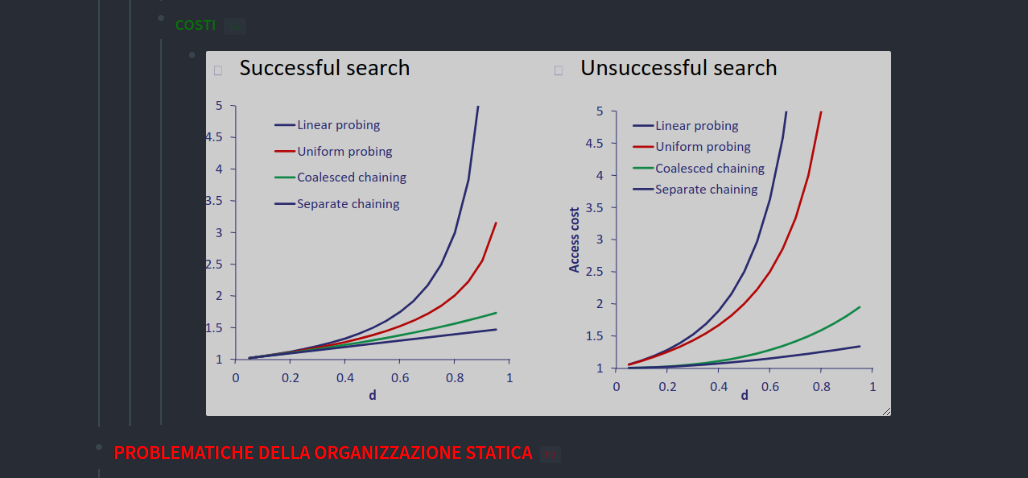 COSTI
Successful search
5
4.5
4
3.5
3
2.5
2
1.5
1
Linear probing
Uniform probing
Coalesced chaining
Separate chaining
0 0.2 0.4 0.6 0.8 1
d
Unsuccessful search
Access cost
5
4.5
4
3.5
3
2.5
2
1.5
1
Linear probing
Uniform probing
Coalesced chaining
Separate chaining
0 0.2 0.4 0.6 0.8 1
d
PROBLEMATICHE DELLA ORGANIZZAZIONE STATICA